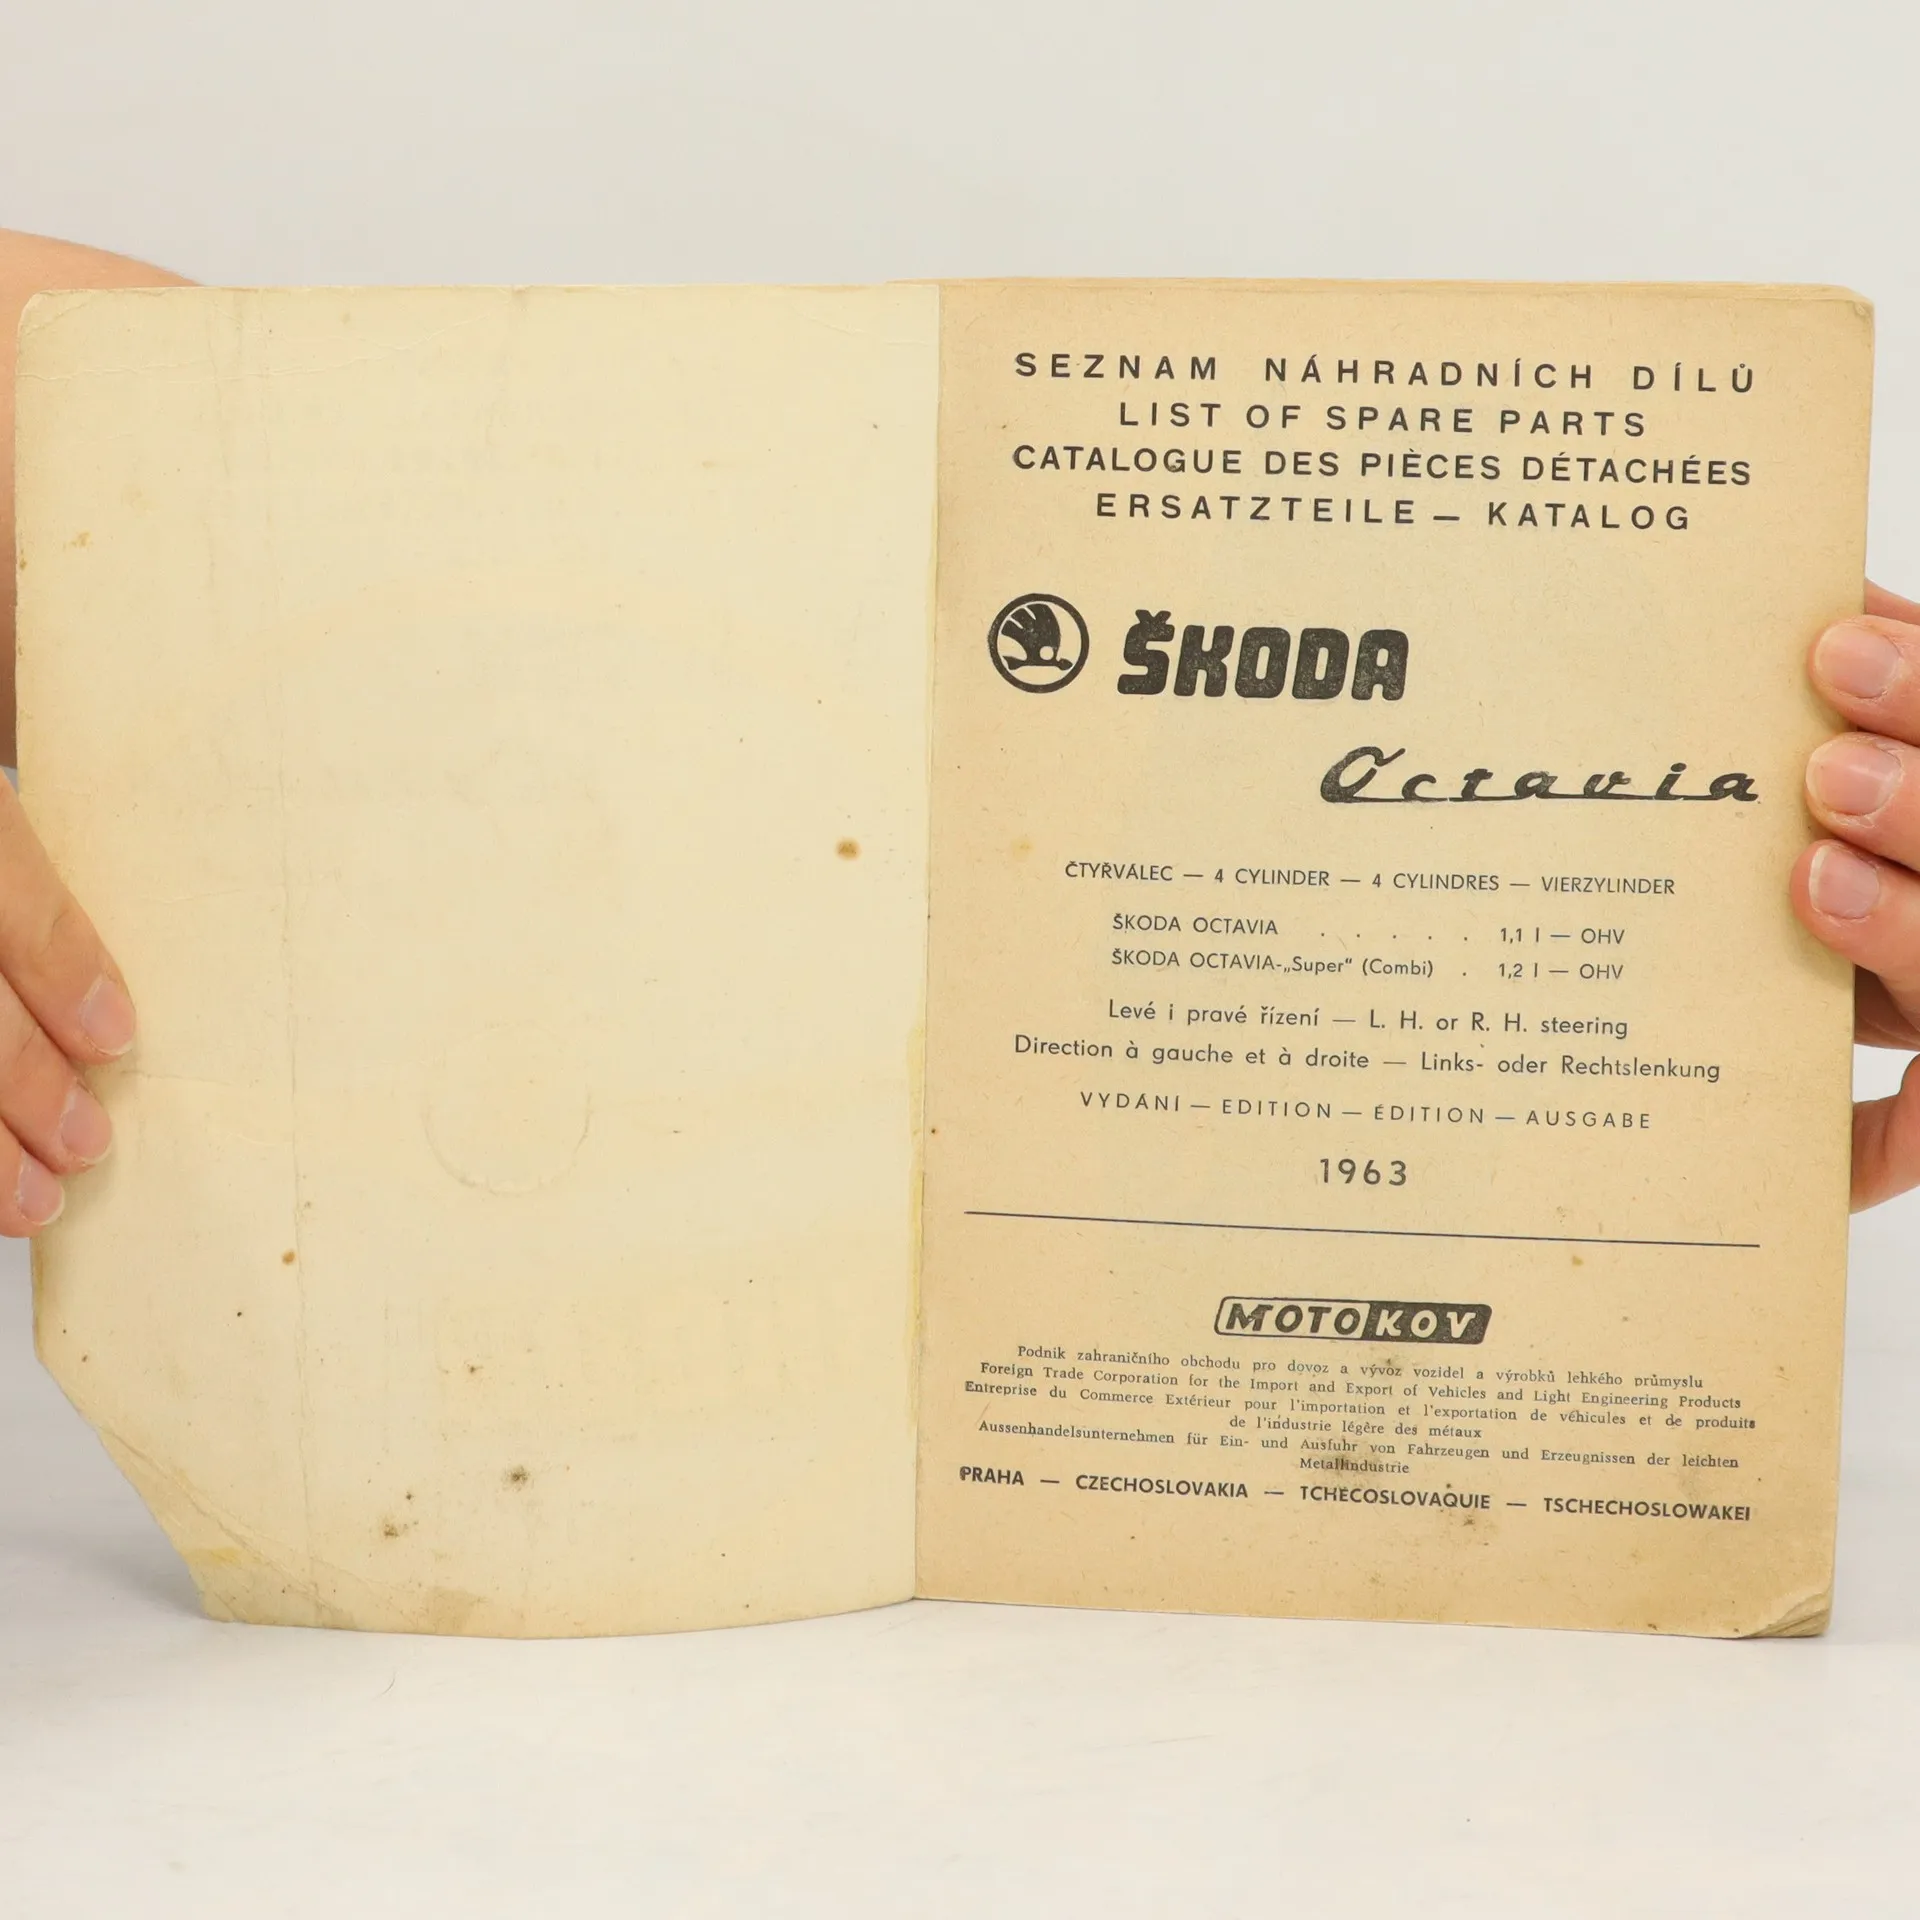 SEZNAM NÁHRADNÍCH DÍLŮ
LIST OF SPARE PARTS
CATALOGUE DES PIÈCES DÉTACHÉES
ERSATZTEILE — KATALOG
ŠKODA
Octavia
ČTYŘVÁLEC — 4 CYLINDER — 4 CYLINDRES — VIERZYLINDER
ŠKODA OCTAVIA . . . . . 1,1 l — OHV
ŠKODA OCTAVIA-„Super“ (Combi) . 1,2 l — OHV
Levé i pravé řízení — L. H. or R. H. steering
Direction à gauche et à droite — Links- oder Rechtslenkung
VYDÁNÍ — EDITION — ÉDITION — AUSGABE
1963
MOTOKOV
Podnik zahraničního obchodu pro dovoz a vývoz vozidel a výrobků lehkého průmyslu
Foreign Trade Corporation for the Import and Export of Vehicles and Light Engineering Products
Entreprise du Commerce Extérieur pour l'importation et l'exportation de véhicules et de produits
de l'industrie légère des métaux
Aussenhandelsunternehmen für Ein- und Ausfuhr von Fahrzeugen und Erzeugnissen der leichten
Metallindustrie
PRAHA — CZECHOSLOVAKIA — TCHÉCOSLOVAQUIE — TSCHECHOSLOWAKEI